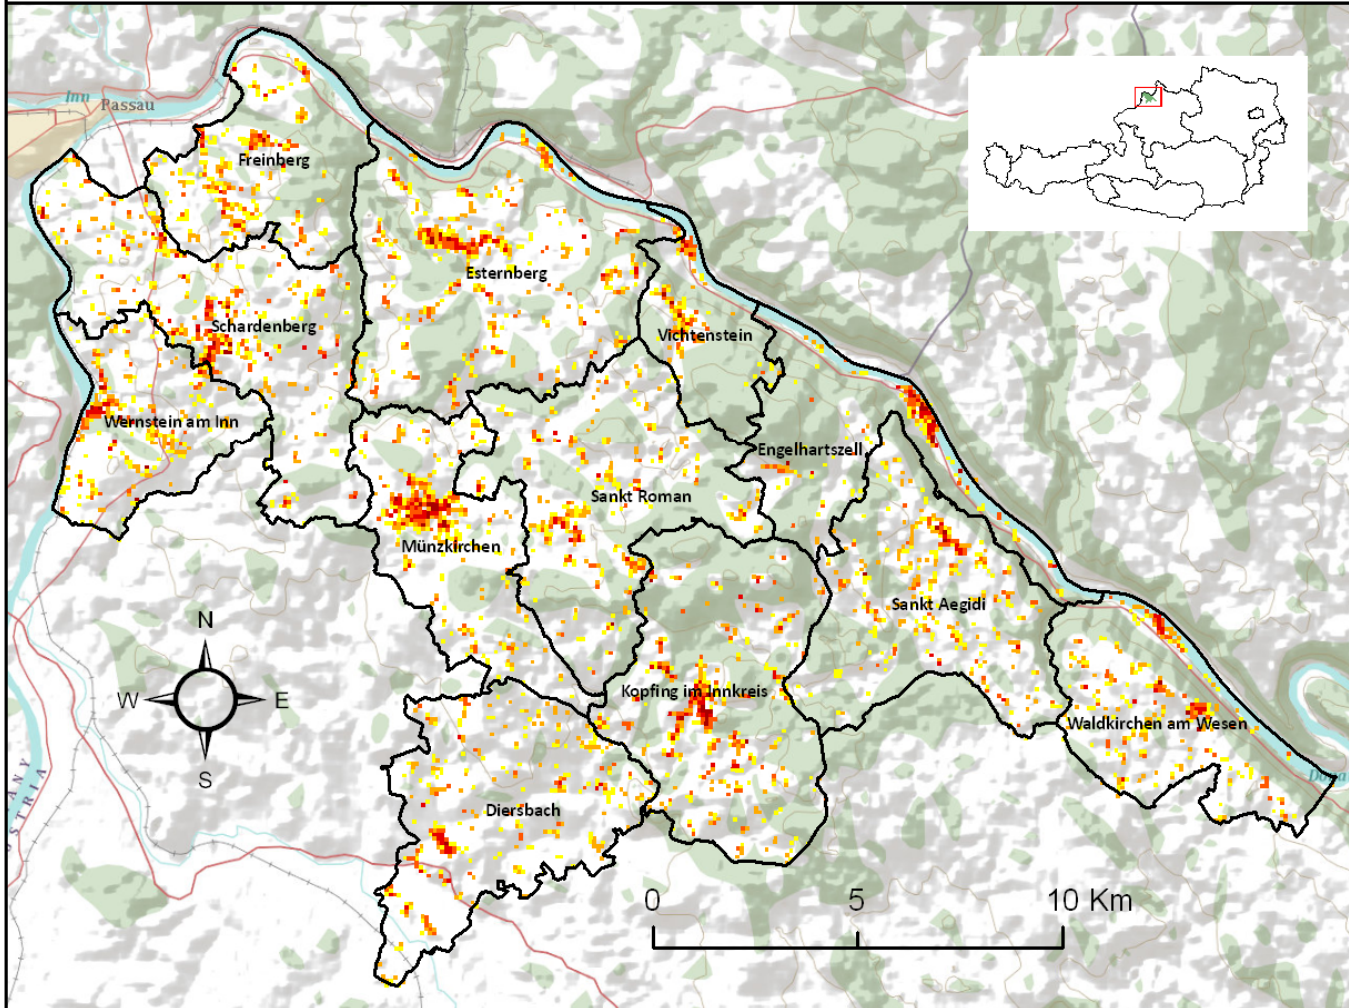 Inn
Passau
Freinberg
Esternberg
Schardenberg
Vichtenstein
Wernstein am Inn
Engelhartszell
Sankt Roman
Münzkirchen
Sankt Aegidi
N
W
E
S
Kopfing im Innkreis
Waldkirchen am Wesen
Diersbach
0
5
10 Km